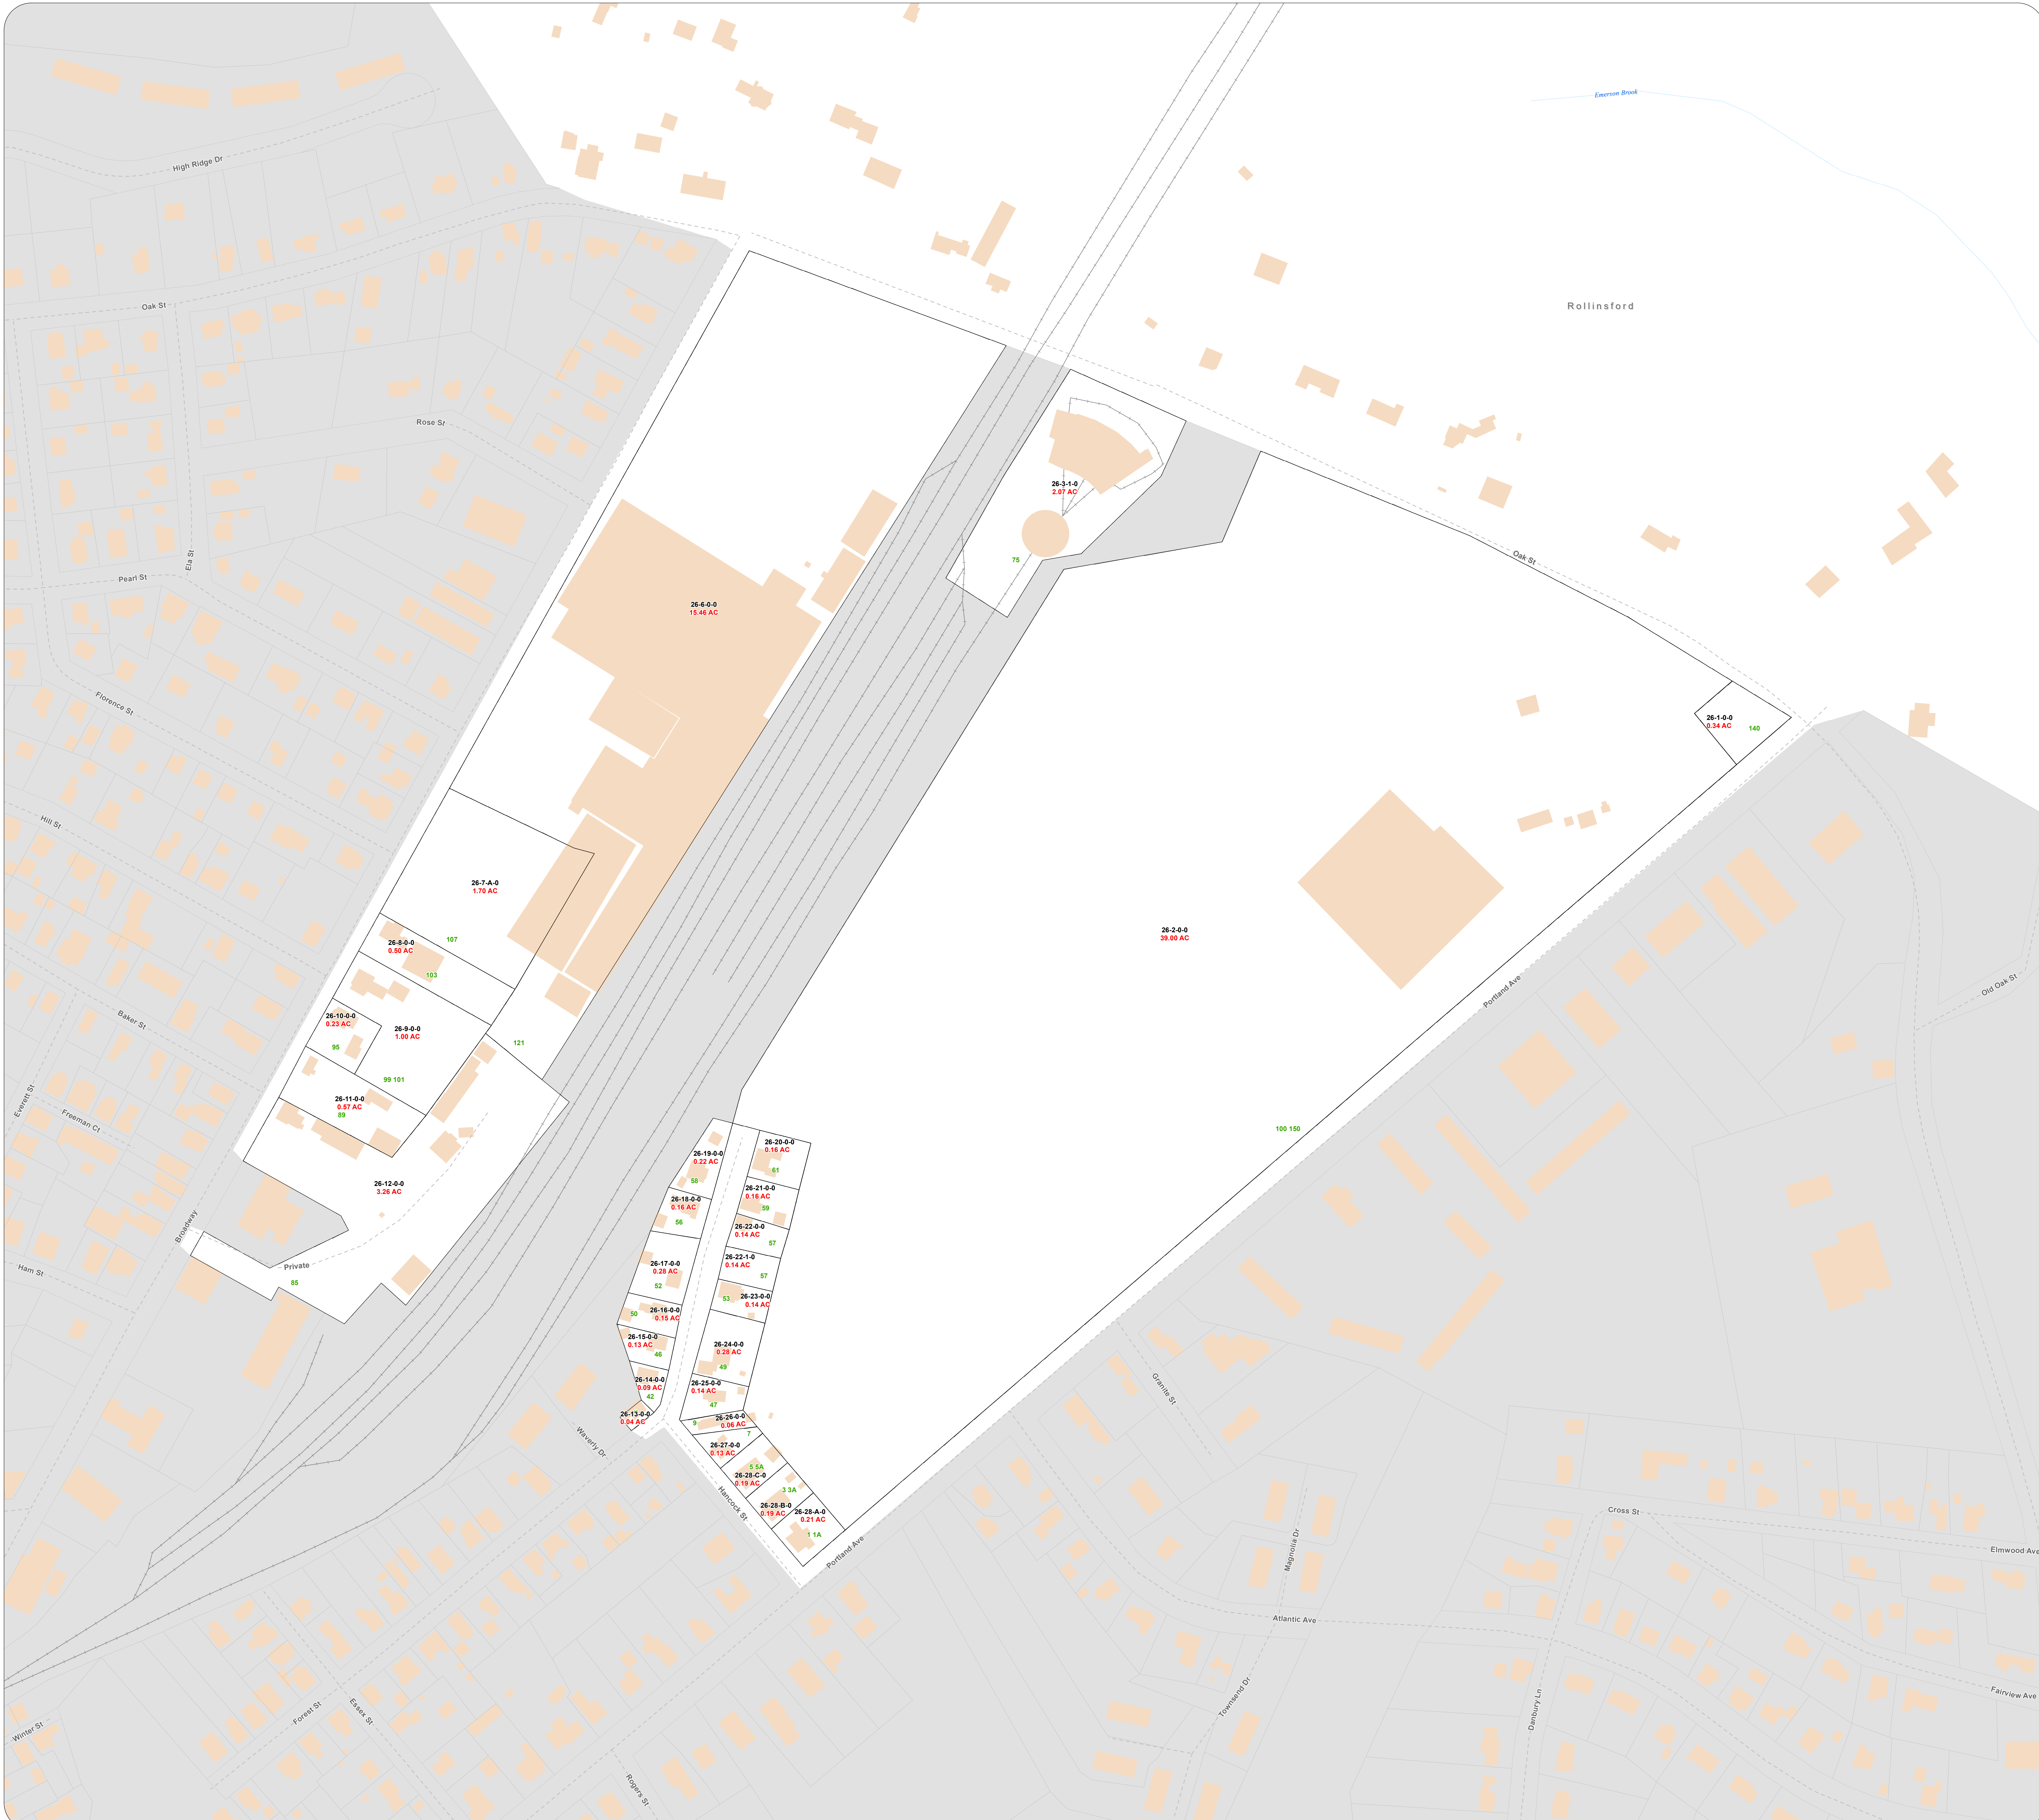 Emerson Brook
High Ridge Dr
Oak St
Rollinsford
Rose St
26-3-1-0
2.07 AC
75
Oak St
Ela St
Pearl St
26-6-0-0
15.46 AC
Florence St
26-1-0-0
0.34 AC
140
Hill St
26-7-A-0
1.70 AC
107
26-2-0-0
39.00 AC
26-8-0-0
0.50 AC
103
Portland Ave
Old Oak St
Baker St
26-10-0-0
0.23 AC
95
26-9-0-0
1.00 AC
99 101
121
Everett St
Freeman Ct
26-11-0-0
0.57 AC
89
100 150
26-12-0-0
3.26 AC
26-19-0-0
0.22 AC
58
26-20-0-0
0.16 AC
61
26-18-0-0
0.16 AC
56
26-21-0-0
0.16 AC
59
Broadway
26-22-0-0
0.14 AC
57
Ham St
Private
85
26-17-0-0
0.28 AC
52
26-22-1-0
0.14 AC
57
53
26-23-0-0
0.14 AC
50
26-16-0-0
0.15 AC
26-15-0-0
0.13 AC
46
26-24-0-0
0.28 AC
49
26-14-0-0
0.09 AC
42
26-25-0-0
0.14 AC
47
Granite St
26-13-0-0
0.04 AC
9
26-26-0-0
0.06 AC
7
Waverly Dr
26-27-0-0
0.13 AC
5 5A
26-28-C-0
0.19 AC
3 3A
Hancock St
26-28-B-0
0.19 AC
26-28-A-0
0.21 AC
1 1A
Portland Ave
Cross St
Magnolia Dr
Elmwood Ave
Atlantic Ave
Townsend Dr
Danbury Ln
Fairview Ave
Forest St
Essex St
Winter St
Rogers St